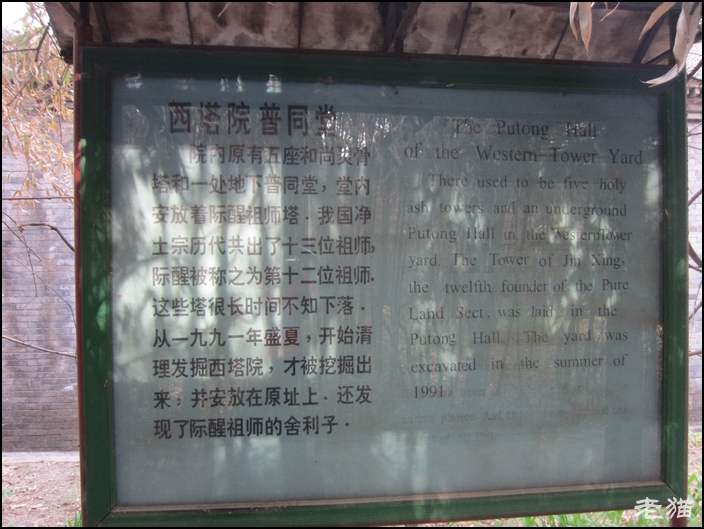 西塔院普同堂
院内原有五座和尚灵骨
塔和一处地下普同堂，堂内
安放着际醒祖师塔．我国净
土宗历代共出了十三位祖师，
际醒被称之为第十二位祖师．
这些塔很长时间不知下落．
从一九九一年盛夏，开始清
理发掘西塔院，才被挖掘出
来，并安放在原址上．还发
现了际醒祖师的舍利子．
The Putong Hall
of the Western Tower Yard
There used to be five holy
ash towers and an underground
Putong Hall in the WesternTower
yard. The Tower of Jin Xing,
the twelfth founder of the Pure
Land Sect, was laid in the
Putong Hall. The yard was
excavated in the summer of
1991
老猫